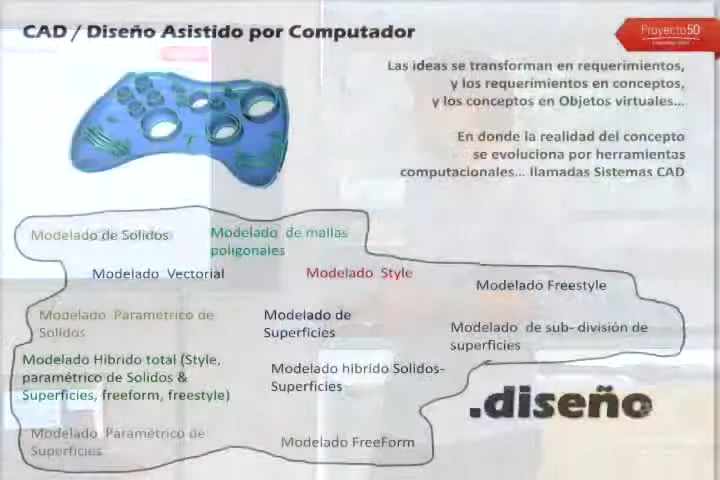 CAD / Diseño Asistido por Computador
Proyecto50
Las ideas se transforman en requerimientos,
y los requerimientos en conceptos,
y los conceptos en Objetos virtuales...
En donde la realidad del concepto
se evoluciona por herramientas
computacionales... llamadas Sistemas CAD
Modelado de Solidos
Modelado de mallas
poligonales
Modelado Vectorial
Modelado Style
Modelado Freestyle
Modelado Parametrico de
Solidos
Modelado de
Superficies
Modelado de sub- división de
superficies
Modelado Hibrido total (Style,
paramétrico de Solidos &
Superficies, freeform, freestyle)
Modelado hibrido Solidos-
Superficies
.diseño
Modelado Paramétrico de
Superficies
Modelado FreeForm